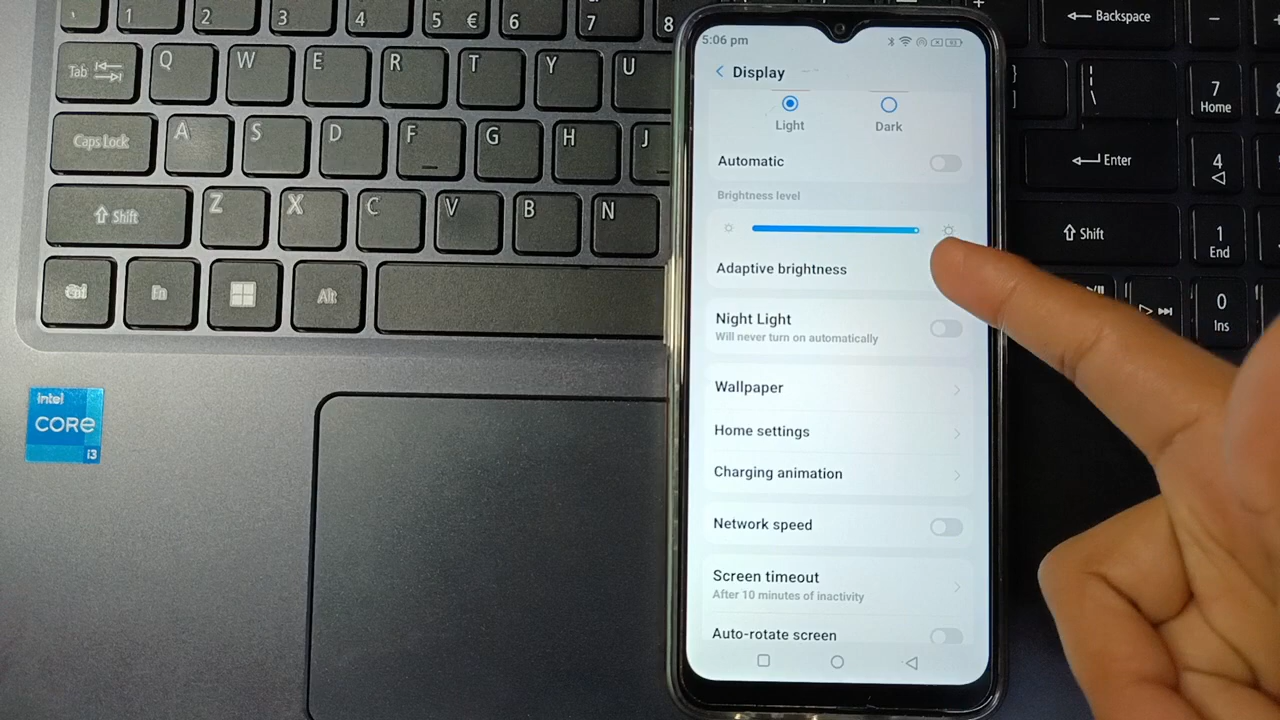 1 2 3 4 5 € 6 7 8
Backspace
Tab Q W E R T Y U
7
Home
Caps Lock A S D F G H J
Enter
4
Shift Z X C V B N
Shift
1
End
Fn Alt
0
Ins
intel
CORE
i3
5:06 pm
Display
Light Dark
Automatic
Brightness level
Adaptive brightness
Night Light
Will never turn on automatically
Wallpaper
Home settings
Charging animation
Network speed
Screen timeout
After 10 minutes of inactivity
Auto-rotate screen